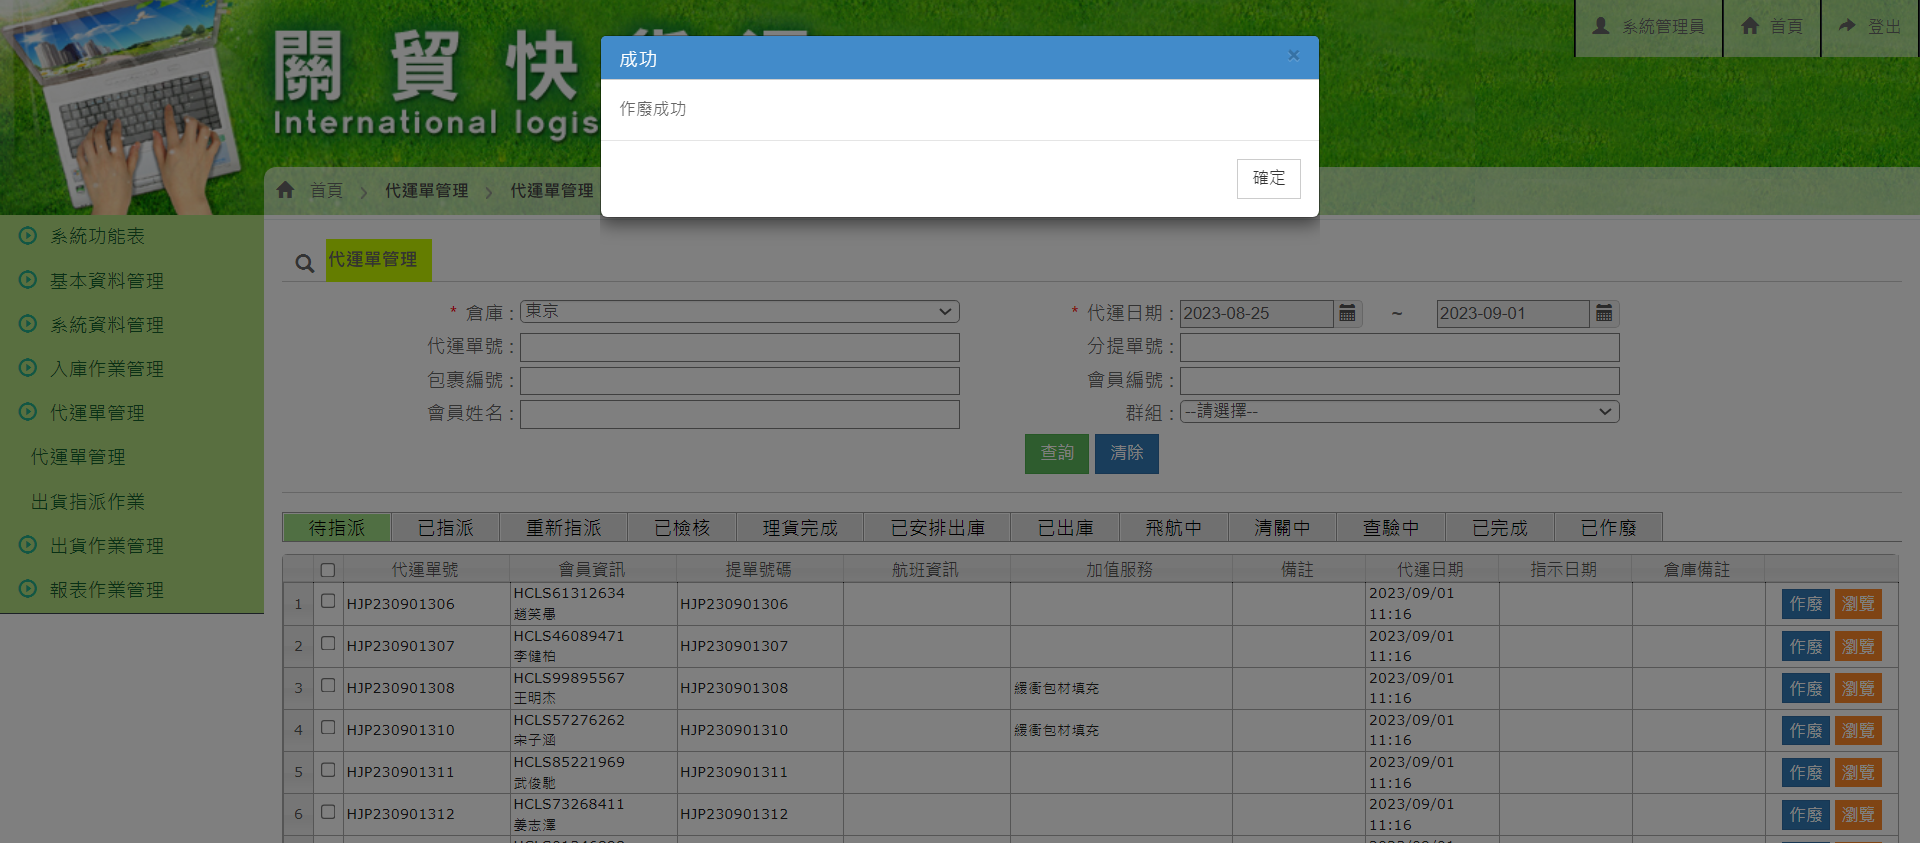 關貿快
International logis
系統管理員
首頁
登出
成功
×
作廢成功
確定
首頁 代運單管理 代運單管理
系統功能表
基本資料管理
系統資料管理
入庫作業管理
代運單管理
代運單管理
出貨指派作業
出貨作業管理
報表作業管理
代運單管理
* 倉庫 : 東京
* 代運日期 : 2023-08-25 ~ 2023-09-01
代運單號 :
分提單號 :
包裹編號 :
會員編號 :
會員姓名 :
群組 : --請選擇--
查詢 清除
待指派 已指派 重新指派 已檢核 理貨完成 已安排出庫 已出庫 飛航中 清關中 查驗中 已完成 已作廢
代運單號 會員資訊 提單號碼 航班資訊 加值服務 備註 代運日期 指示日期 倉庫備註
1 HJP230901306 HCLS61312634 趙笑愚 HJP230901306 2023/09/01 11:16 作廢 瀏覽
2 HJP230901307 HCLS46089471 李健柏 HJP230901307 2023/09/01 11:16 作廢 瀏覽
3 HJP230901308 HCLS99895567 王明杰 HJP230901308 緩衝包材填充 2023/09/01 11:16 作廢 瀏覽
4 HJP230901310 HCLS57276262 宋子涵 HJP230901310 緩衝包材填充 2023/09/01 11:16 作廢 瀏覽
5 HJP230901311 HCLS85221969 武俊馳 HJP230901311 2023/09/01 11:16 作廢 瀏覽
6 HJP230901312 HCLS73268411 姜志澤 HJP230901312 2023/09/01 11:16 作廢 瀏覽